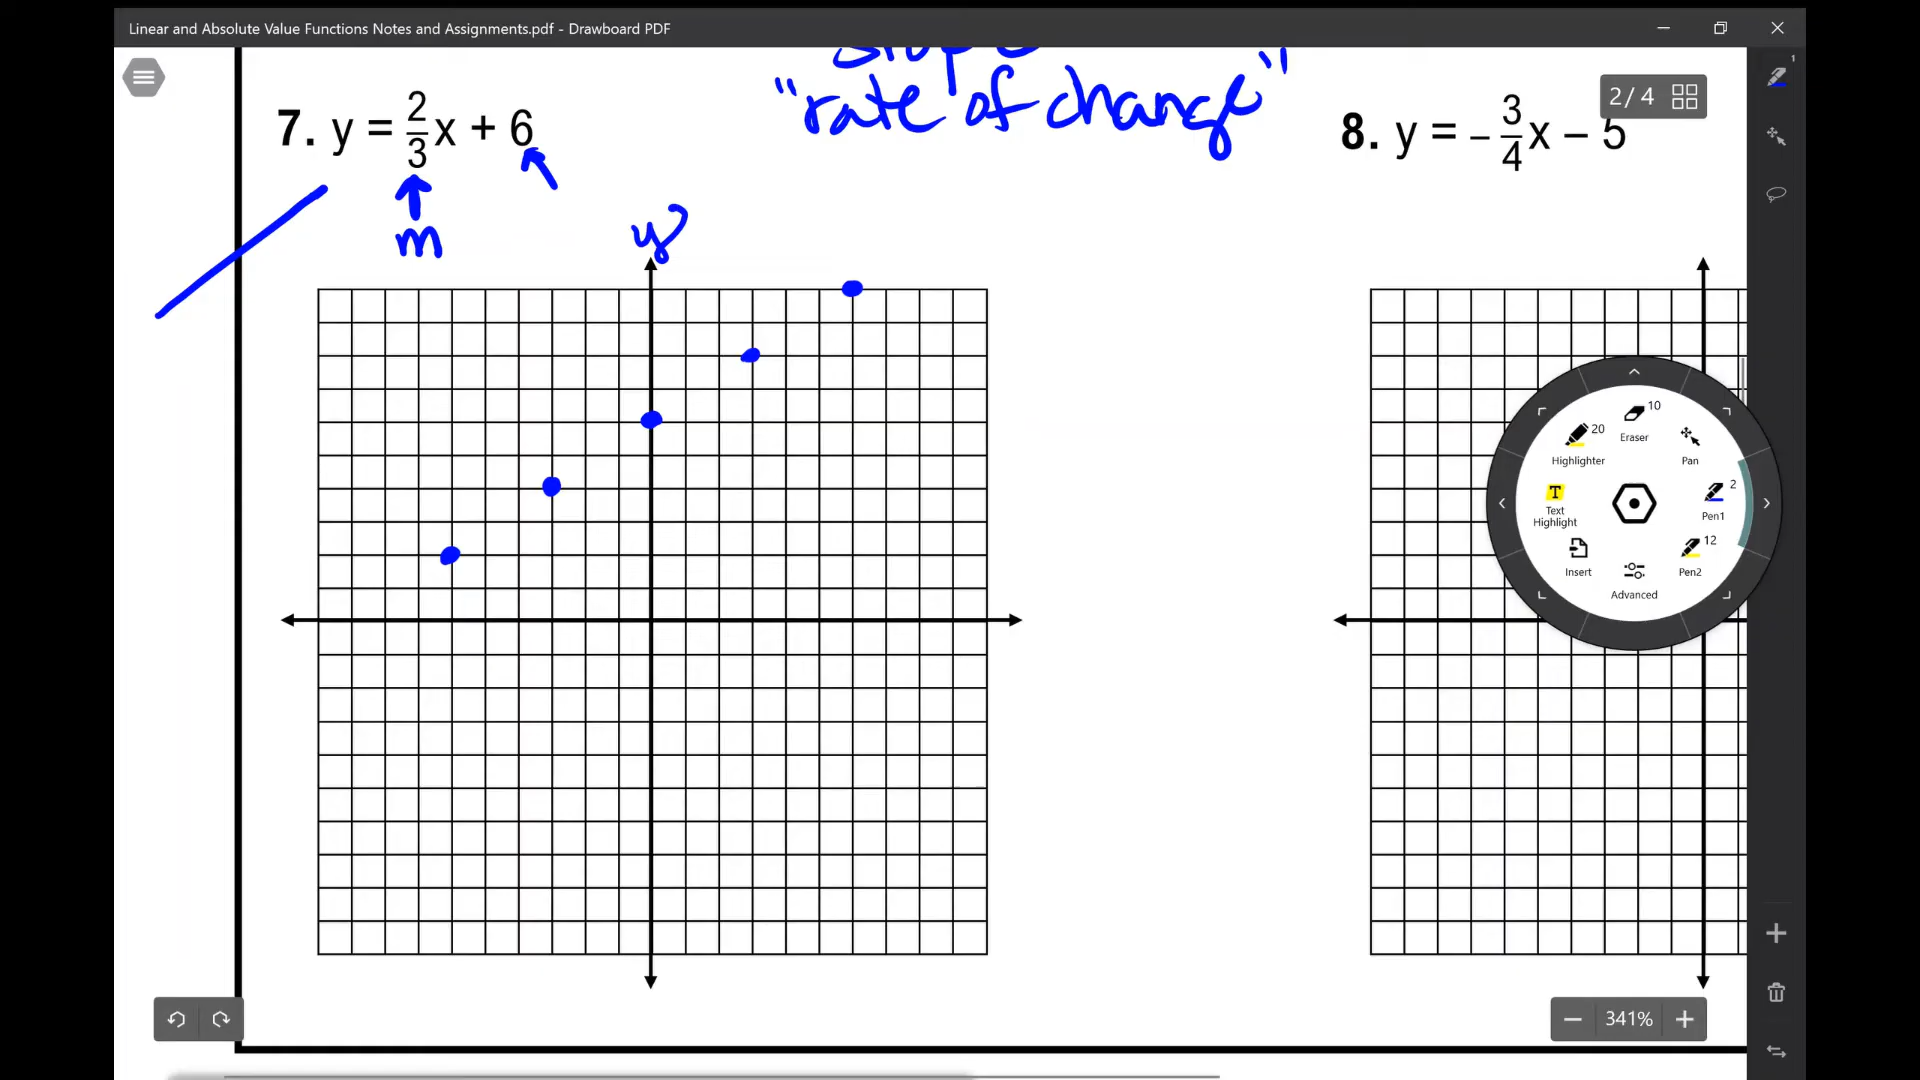 Linear and Absolute Value Functions Notes and Assignments.pdf - Drawboard PDF
"rate of change"
7. y = 2/3x + 6
8. y = -3/4x - 5
2 / 4
1
m
y
10
Eraser
20
Highlighter
Pan
T
Text
Highlight
2
Pen1
12
Pen2
Insert
Advanced
341%